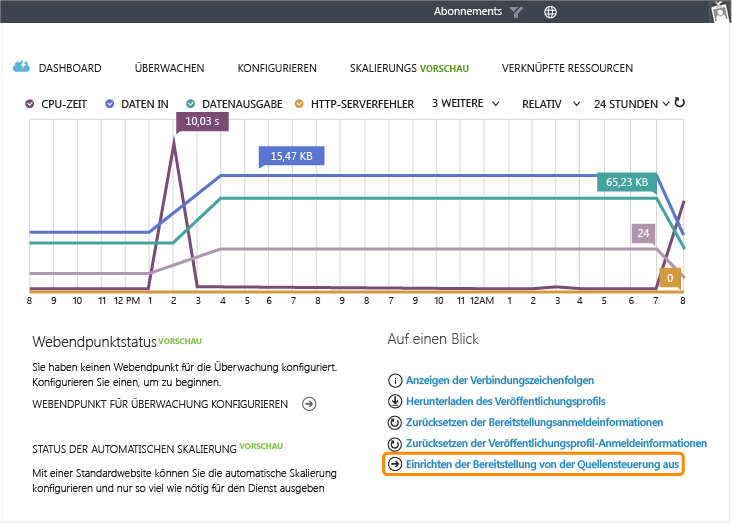 Abonnements
DASHBOARD ÜBERWACHEN KONFIGURIEREN SKALIERUNGS VORSCHAU VERKNÜPFTE RESSOURCEN
CPU-ZEIT DATEN IN DATENAUSGABE HTTP-SERVERFEHLER 3 WEITERE RELATIV 24 STUNDEN
10,03 s
15,47 KB
65,23 KB
24
0
8 9 10 11 12 PM 1 2 3 4 5 6 7 8 9 9 10 11 12AM 1 2 3 4 5 6 7 8
Webendpunktstatus VORSCHAU
Sie haben keinen Webendpunkt für die Überwachung konfiguriert.
Konfigurieren Sie einen, um zu beginnen.
WEBENDPUNKT FÜR ÜBERWACHUNG KONFIGURIEREN
STATUS DER AUTOMATISCHEN SKALIERUNG VORSCHAU
Mit einer Standardwebsite können Sie die automatische Skalierung
konfigurieren und nur so viel wie nötig für den Dienst ausgeben
Auf einen Blick
Anzeigen der Verbindungszeichenfolgen
Herunterladen des Veröffentlichungsprofils
Zurücksetzen der Bereitstellungsanmeldeinformationen
Zurücksetzen der Veröffentlichungsprofil-Anmeldeinformationen
Einrichten der Bereitstellung von der Quellensteuerung aus